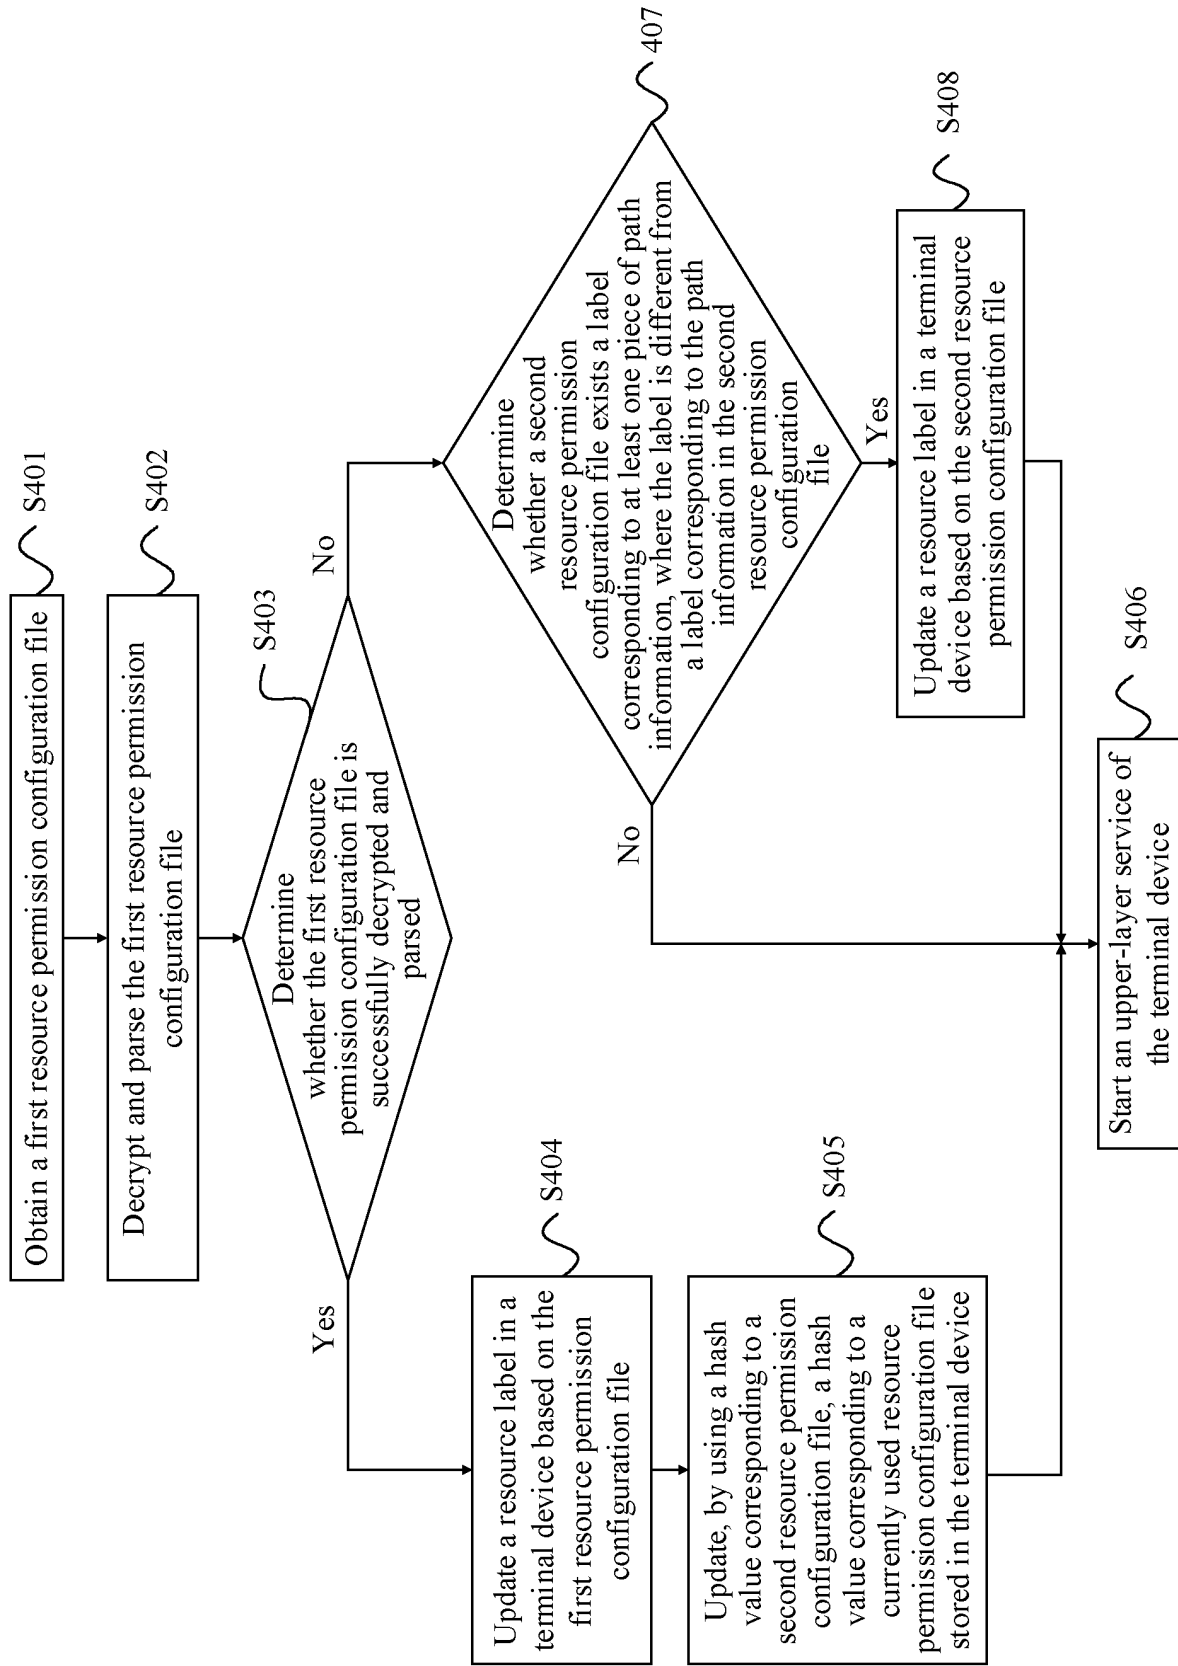 Obtain a first resource permission configuration file
S401
Decrypt and parse the first resource permission
configuration file
S402
Determine
whether the first resource
permission configuration file is
successfully decrypted and
parsed
S403
Yes
No
Update a resource label in a
terminal device based on the
first resource permission
configuration file
S404
Update, by using a hash
value corresponding to a
second resource permission
configuration file, a hash
value corresponding to a
currently used resource
permission configuration file
stored in the terminal device
S405
Determine
whether a second
resource permission
configuration file exists a label
corresponding to at least one piece of path
information, where the label is different from
a label corresponding to the path
information in the second
resource permission
configuration
file
407
No
Yes
Update a resource label in a terminal
device based on the second resource
permission configuration file
S408
Start an upper-layer service of
the terminal device
S406